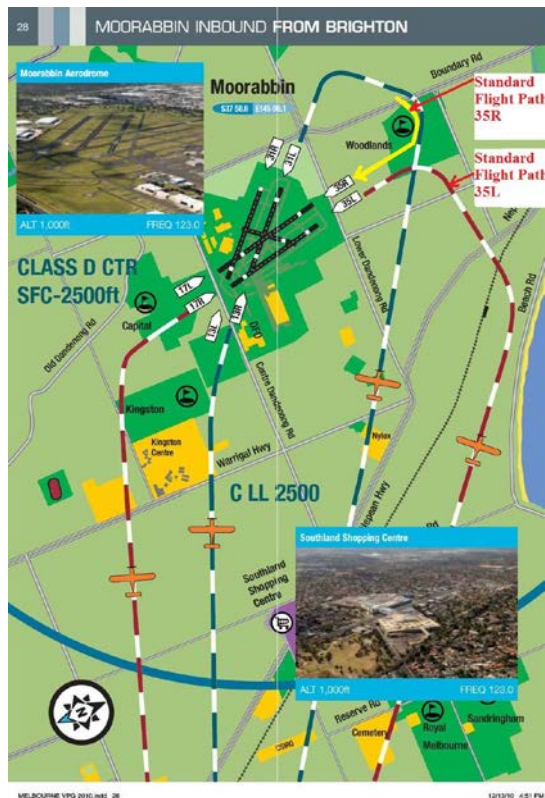 28
MOORABBIN INBOUND FROM BRIGHTON
Moorabbin Aerodrome
ALT 1,000ft
FREQ 123.0
Moorabbin
S37 58.6
E145 06.1
Boundary Rd
Standard
Flight Path
35R
Woodlands
Standard
Flight Path
35L
31R
31L
35R
35L
CLASS D CTR
SFC-2500ft
17L
17R
13L
13R
DFO
Capital
Old Dandenong Rd
Lower Dandenong Rd
Centre Dandenong Rd
Beach Rd
Kingston
Kingston
Centre
Warrigal Hwy
Nylex
C LL 2500
Nepean Hwy
Rd
Southland
Shopping
Centre
Southland Shopping Centre
ALT 1,000ft
FREQ 123.0
Reserve Rd
CSIRO
Cemetery
Royal
Melbourne
Sandringham
MELBOURNE VPG 2010.indd 28
12/13/10 4:51 PM